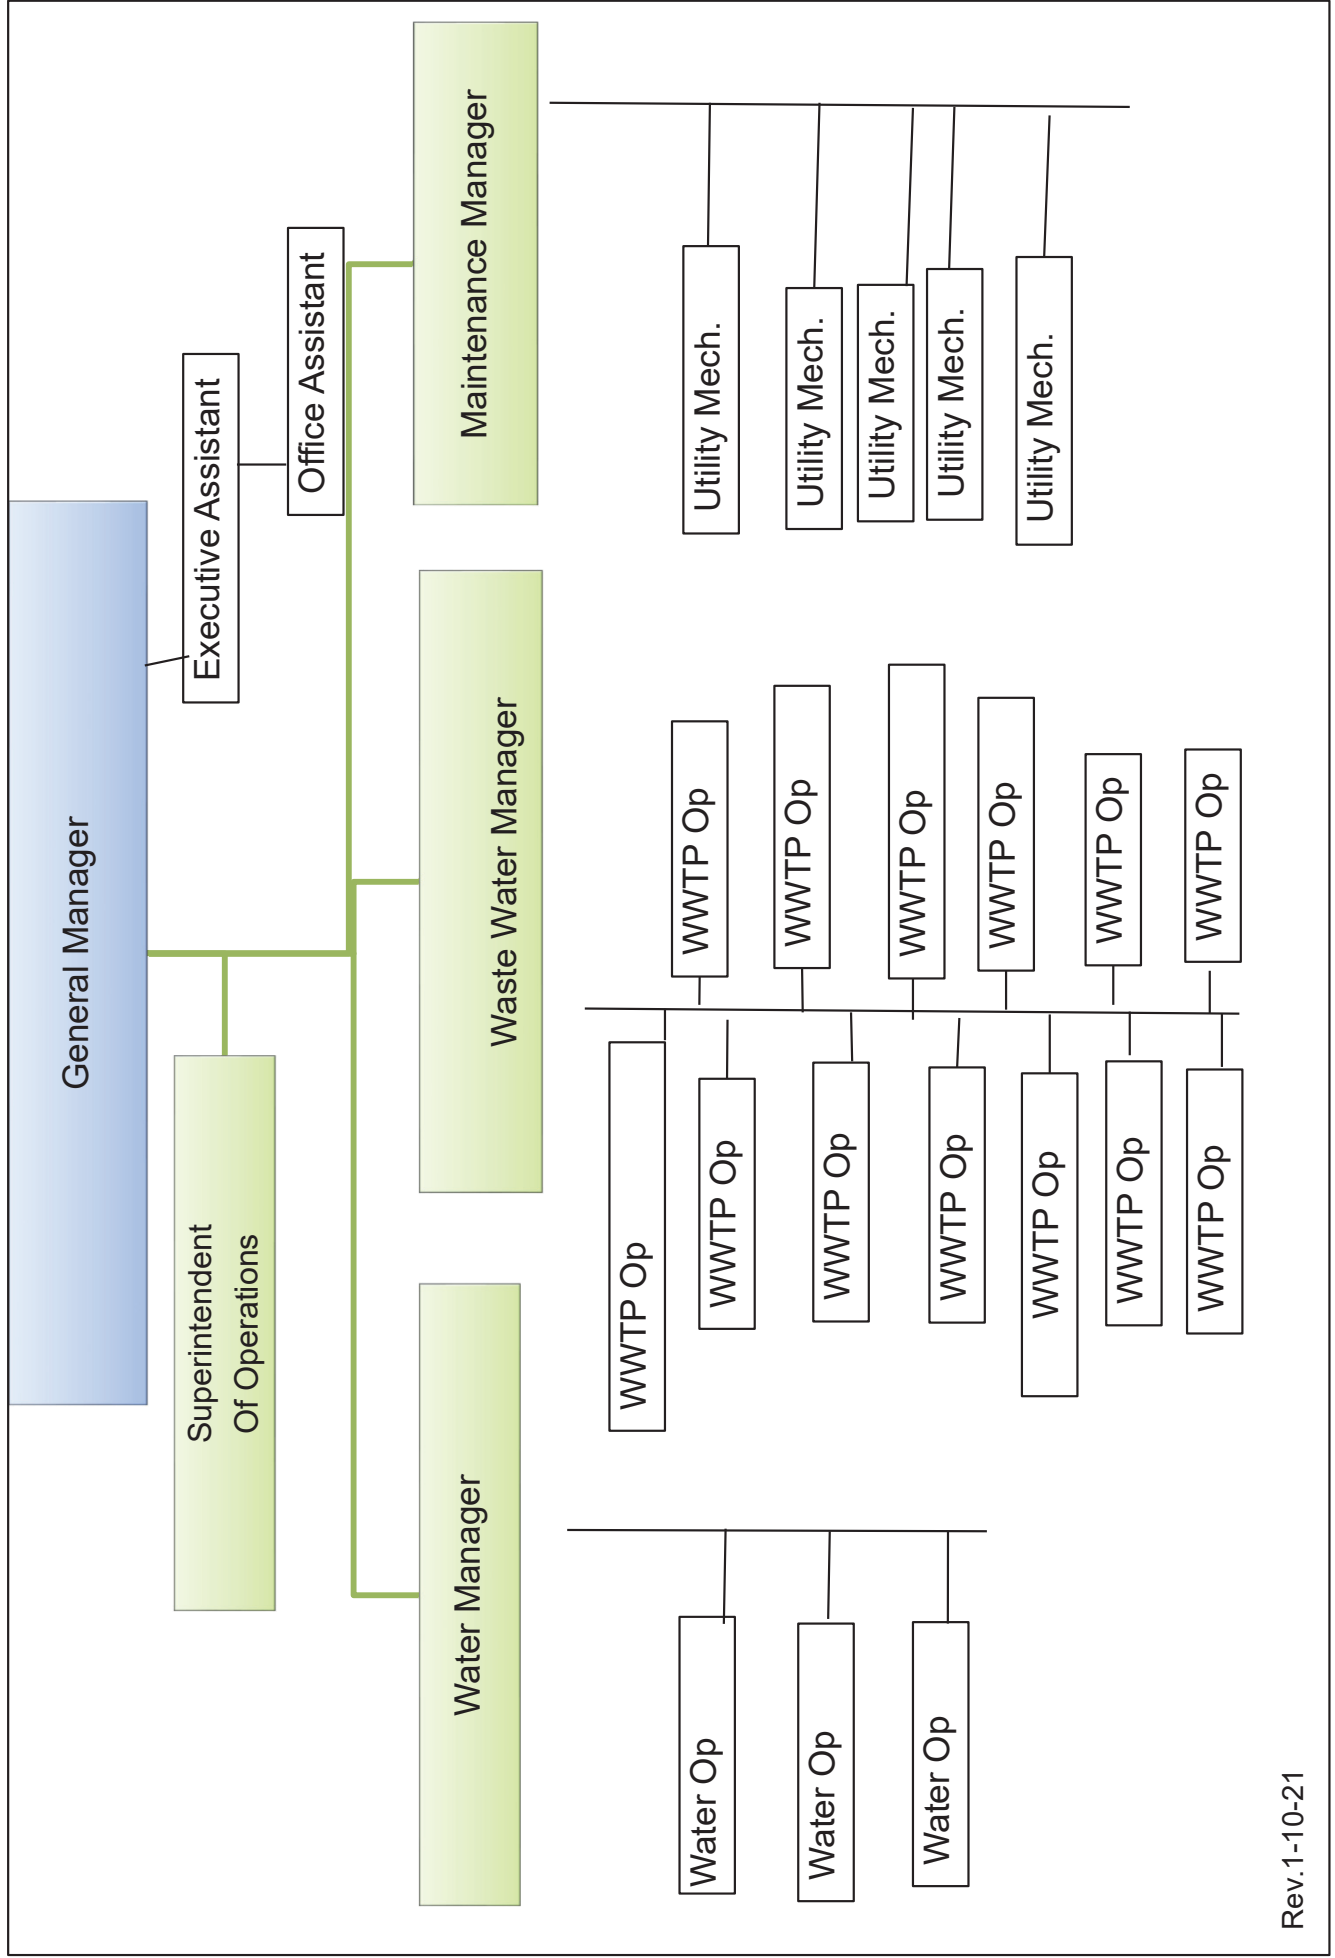 General Manager
Superintendent
Of Operations
Executive Assistant
Office Assistant
Water Manager
Waste Water Manager
Maintenance Manager
Water Op
Water Op
Water Op
WWTP Op
WWTP Op
WWTP Op
WWTP Op
WWTP Op
WWTP Op
WWTP Op
WWTP Op
WWTP Op
WWTP Op
WWTP Op
WWTP Op
WWTP Op
Utility Mech.
Utility Mech.
Utility Mech.
Utility Mech.
Utility Mech.
Rev.1-10-21